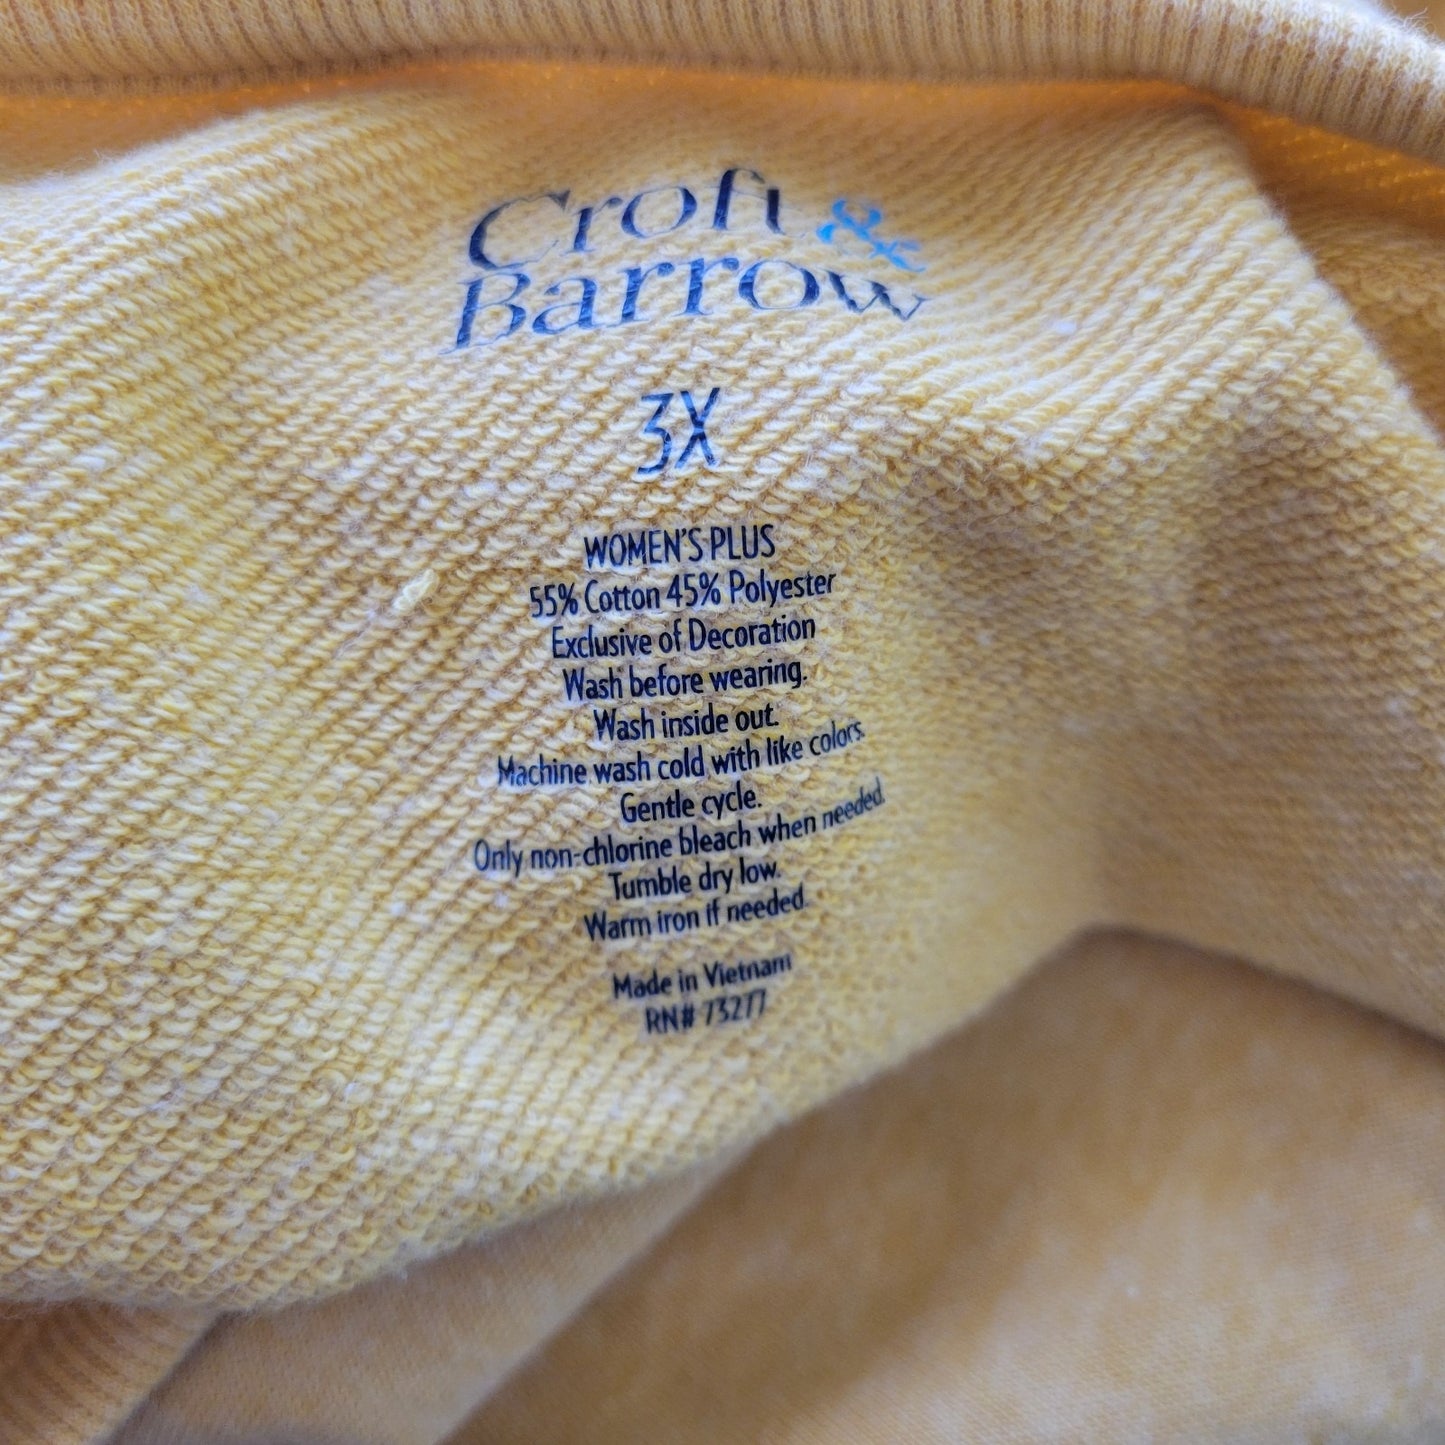 Croft &
Barrow
3X
WOMEN'S PLUS
55% Cotton 45% Polyester
Exclusive of Decoration
Wash before wearing.
Wash inside out.
Machine wash cold with like colors.
Gentle cycle.
Only non-chlorine bleach when needed.
Tumble dry low.
Warm iron if needed.
Made in Vietnam
RN# 73277